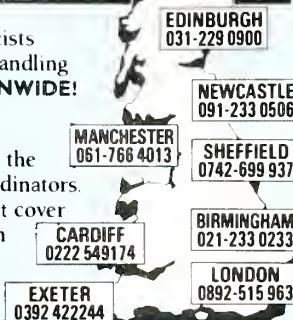 EDINBURGH
031-229 0900
NEWCASTLE
091-233 0506
MANCHESTER
061-766 4013
SHEFFIELD
0742-699 937
BIRMINGHAM
021-233 0233
CARDIFF
0222 549174
LONDON
0892-515 963
EXETER
0392 422244
ists
andling
NWIDE!
the
dinators.
t cover